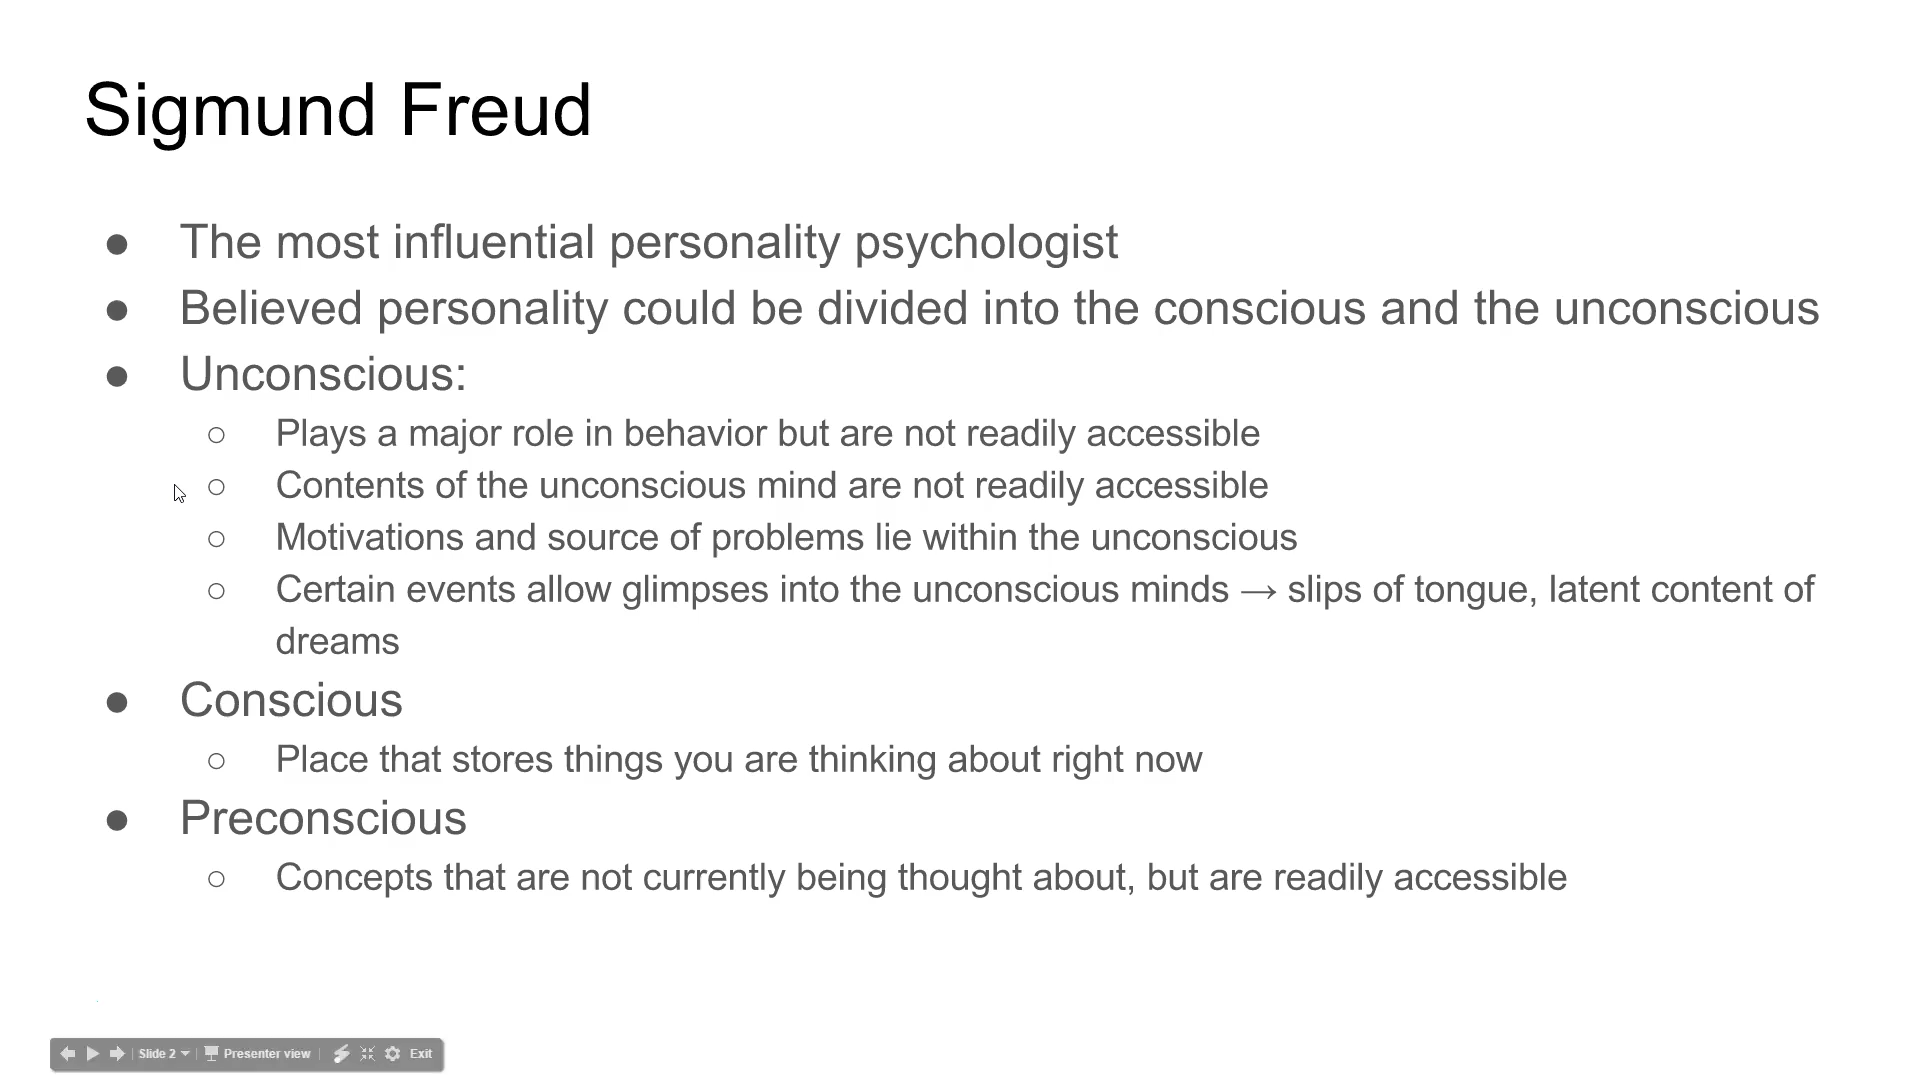 Sigmund Freud
● The most influential personality psychologist
● Believed personality could be divided into the conscious and the unconscious
● Unconscious:
○ Plays a major role in behavior but are not readily accessible
○ Contents of the unconscious mind are not readily accessible
○ Motivations and source of problems lie within the unconscious
○ Certain events allow glimpses into the unconscious minds → slips of tongue, latent content of
dreams
● Conscious
○ Place that stores things you are thinking about right now
● Preconscious
○ Concepts that are not currently being thought about, but are readily accessible
Slide 2 Presenter view Exit